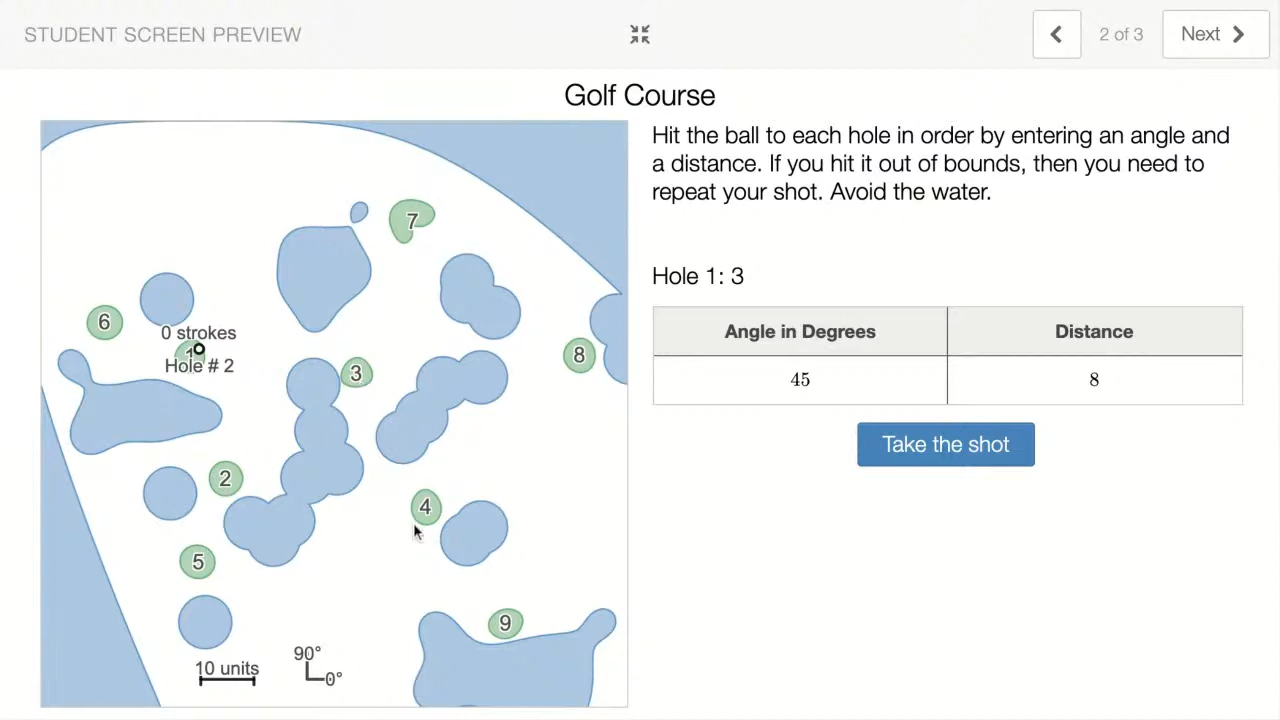 STUDENT SCREEN PREVIEW
2 of 3
Next
Golf Course
Hit the ball to each hole in order by entering an angle and
a distance. If you hit it out of bounds, then you need to
repeat your shot. Avoid the water.
Hole 1: 3
Angle in Degrees
Distance
45
8
Take the shot
7
6
0 strokes
1
Hole # 2
8
3
2
4
5
9
10 units
90°
0°